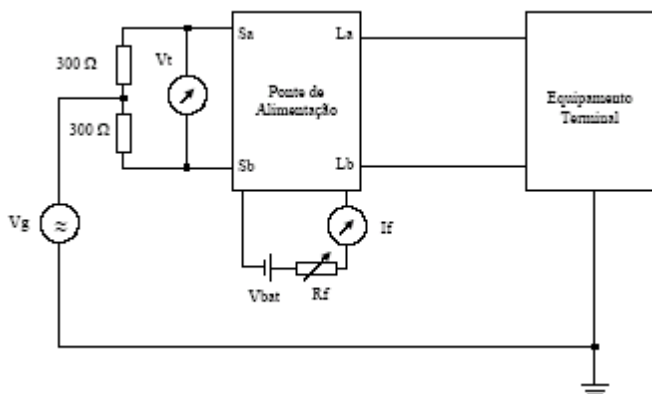 Sa
La
300 Ω
Vt
Ponte de
Alimentação
Equipamento
Terminal
300 Ω
Sb
Lb
Vg
≈
If
Vbat
Rf